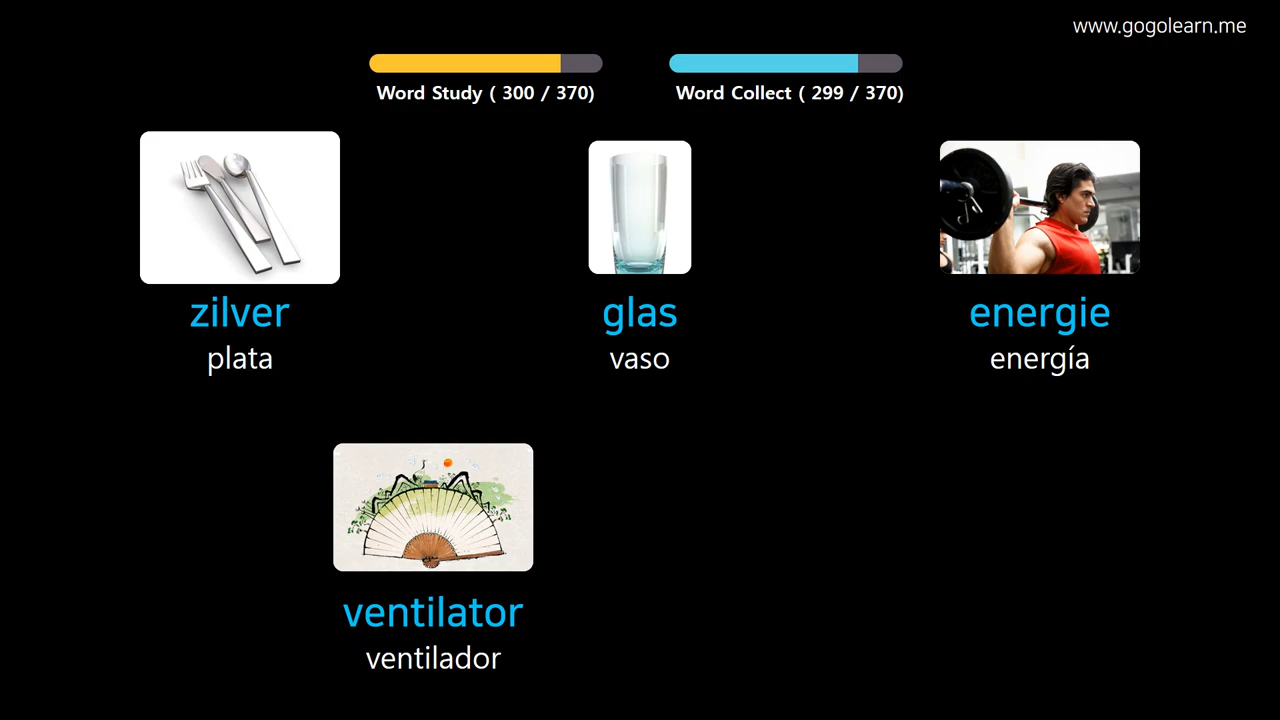 www.gogolearn.me
Word Study ( 300 / 370)
Word Collect ( 299 / 370)
zilver
plata
glas
vaso
energie
energía
ventilator
ventilador